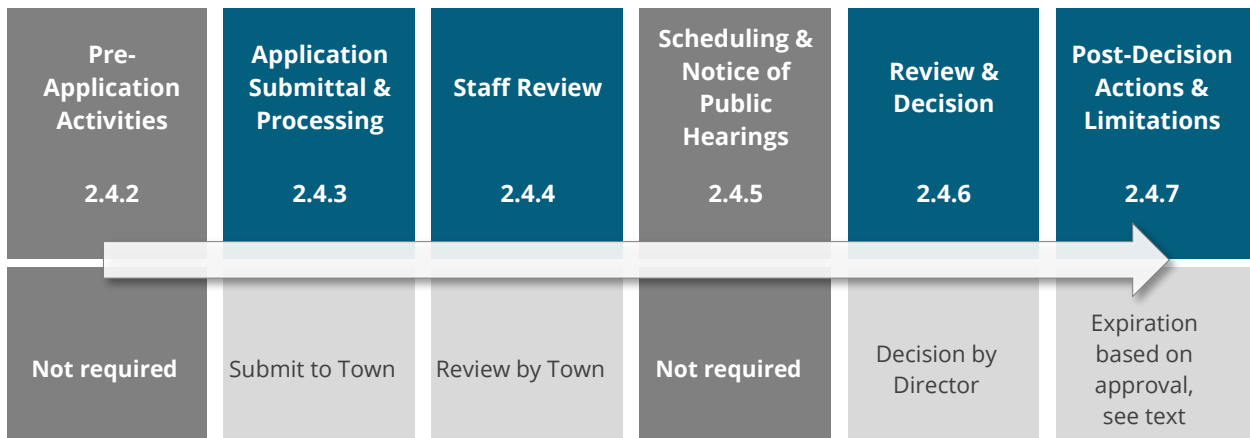 Pre-
Application
Activities
2.4.2
Application
Submittal &
Processing
2.4.3
Staff Review
2.4.4
Scheduling &
Notice of
Public
Hearings
2.4.5
Review &
Decision
2.4.6
Post-Decision
Actions &
Limitations
2.4.7
Not required
Submit to Town
Review by Town
Not required
Decision by
Director
Expiration
based on
approval,
see text